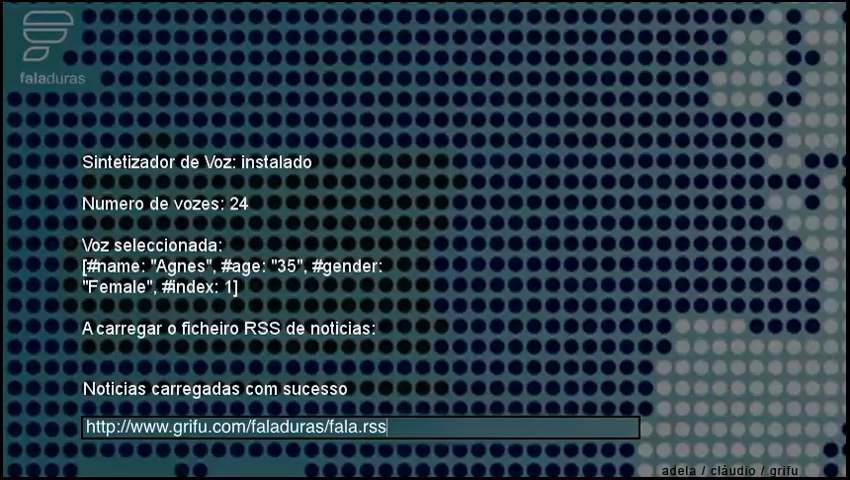 faladuras
Sintetizador de Voz: instalado
Numero de vozes: 24
Voz seleccionada:
[#name: "Agnes", #age: "35", #gender:
"Female", #index: 1]
A carregar o ficheiro RSS de noticias:
Noticias carregadas com sucesso
http://www.grifu.com/faladuras/fala.rss
adela / cláudio / grifu